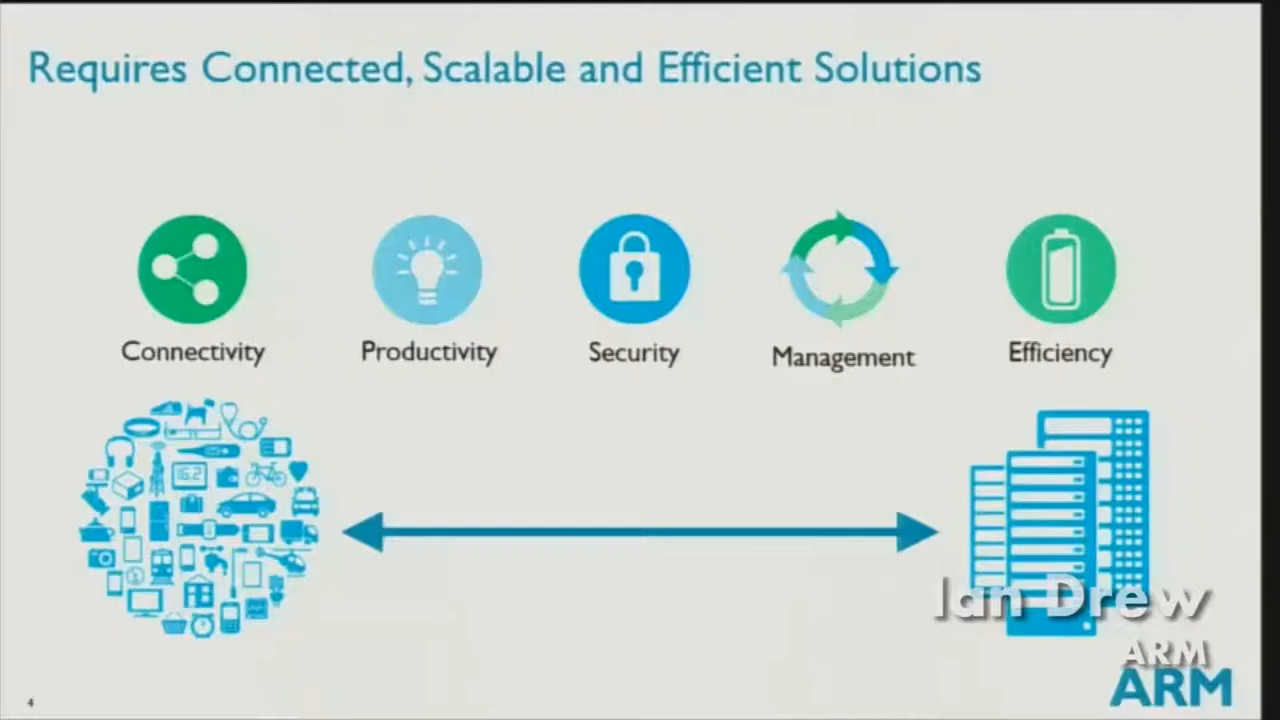 Requires Connected, Scalable and Efficient Solutions
Connectivity
Productivity
Security
Management
Efficiency
16.2
Ian Drew
ARM
ARM
4